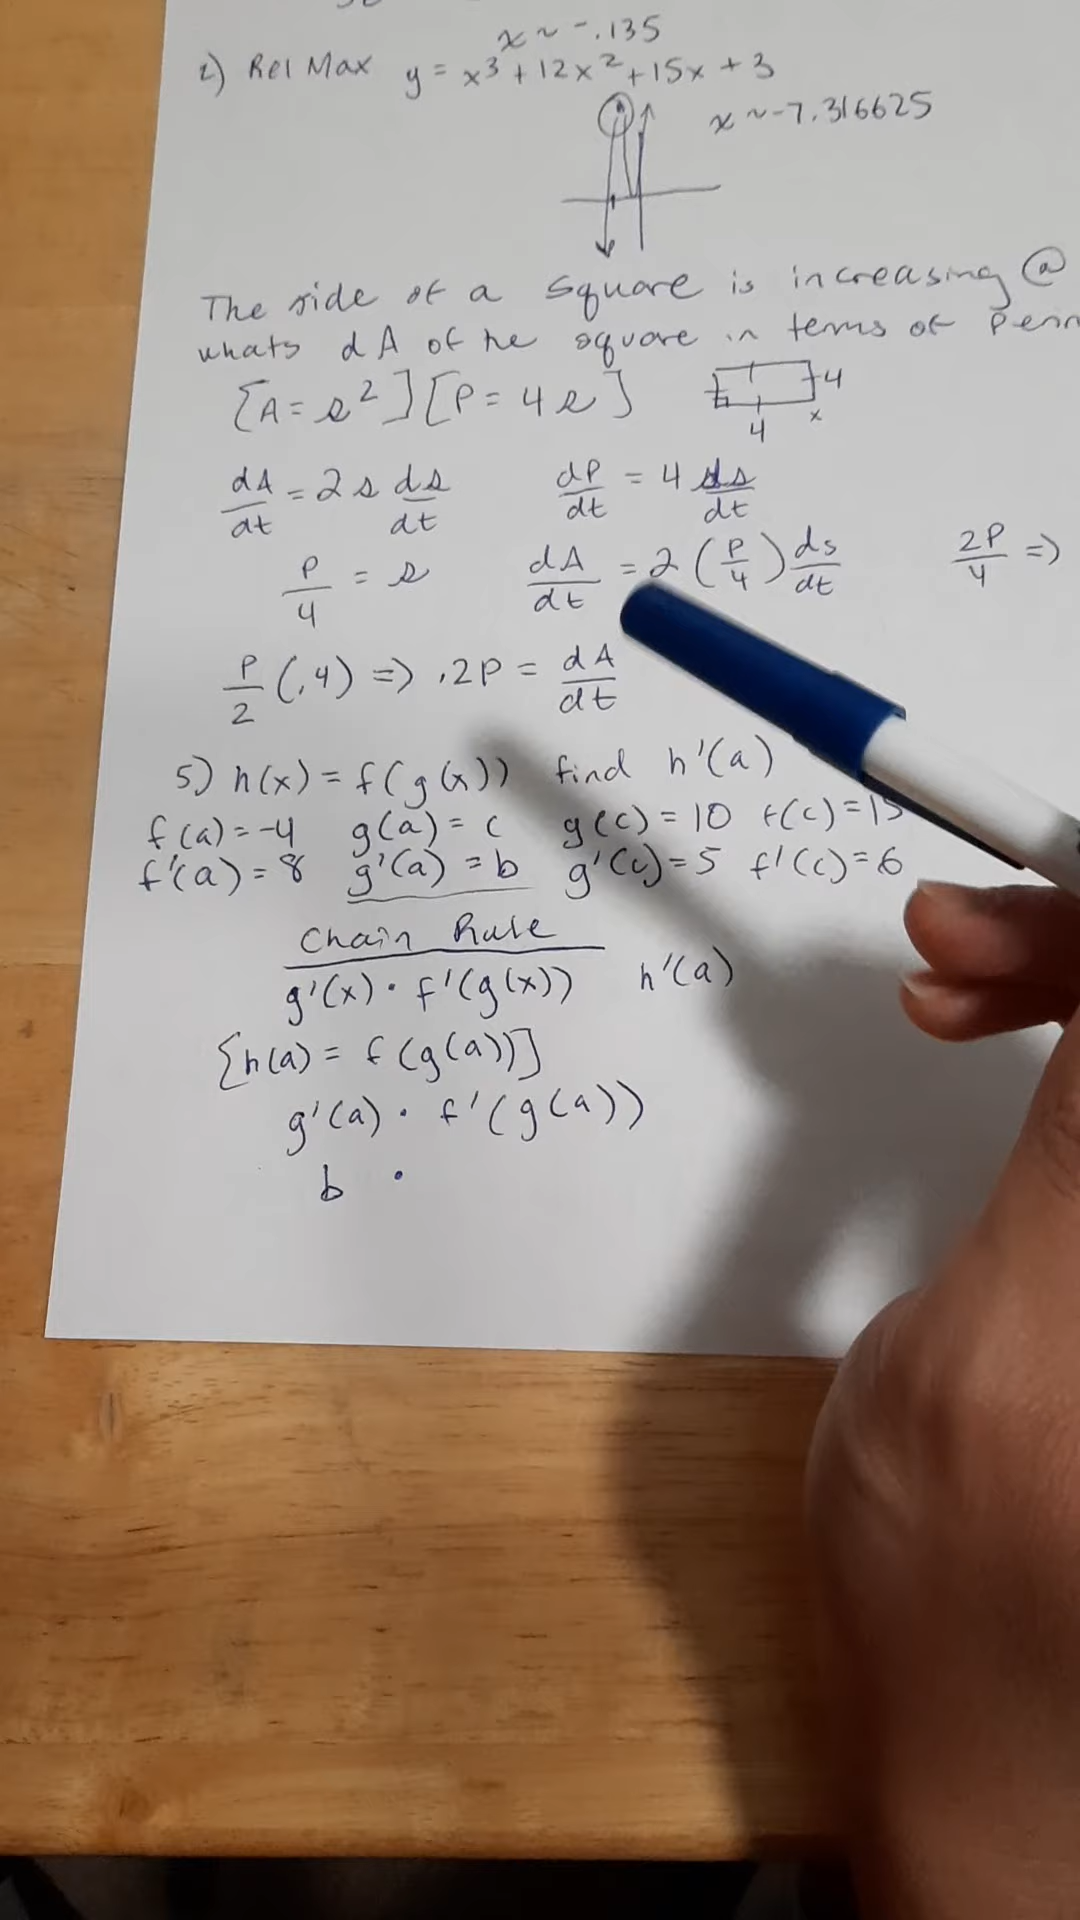 x ~ -.135
2) Rel Max y = x³ + 12x² + 15x + 3
x ~ -7.316625
The side of a square is increasing @
whats dA of he square in terms of Perin
[A = s²] [P = 4s]
4
4 x
dA/dt = 2s ds/dt dP/dt = 4 ds/dt
P/4 = s dA/dt = 2(P/4) ds/dt 2P/4 =>
P/2 (.4) => .2P = dA/dt
5) h(x) = f(g(x)) find h'(a)
f(a) = -4 g(a) = c g(c) = 10 f(c) = 15
f'(a) = 8 g'(a) = b g'(c) = 5 f'(c) = 6
Chain Rule
g'(x) · f'(g(x)) h'(a)
[h(a) = f(g(a))]
g'(a) · f'(g(a))
b ·